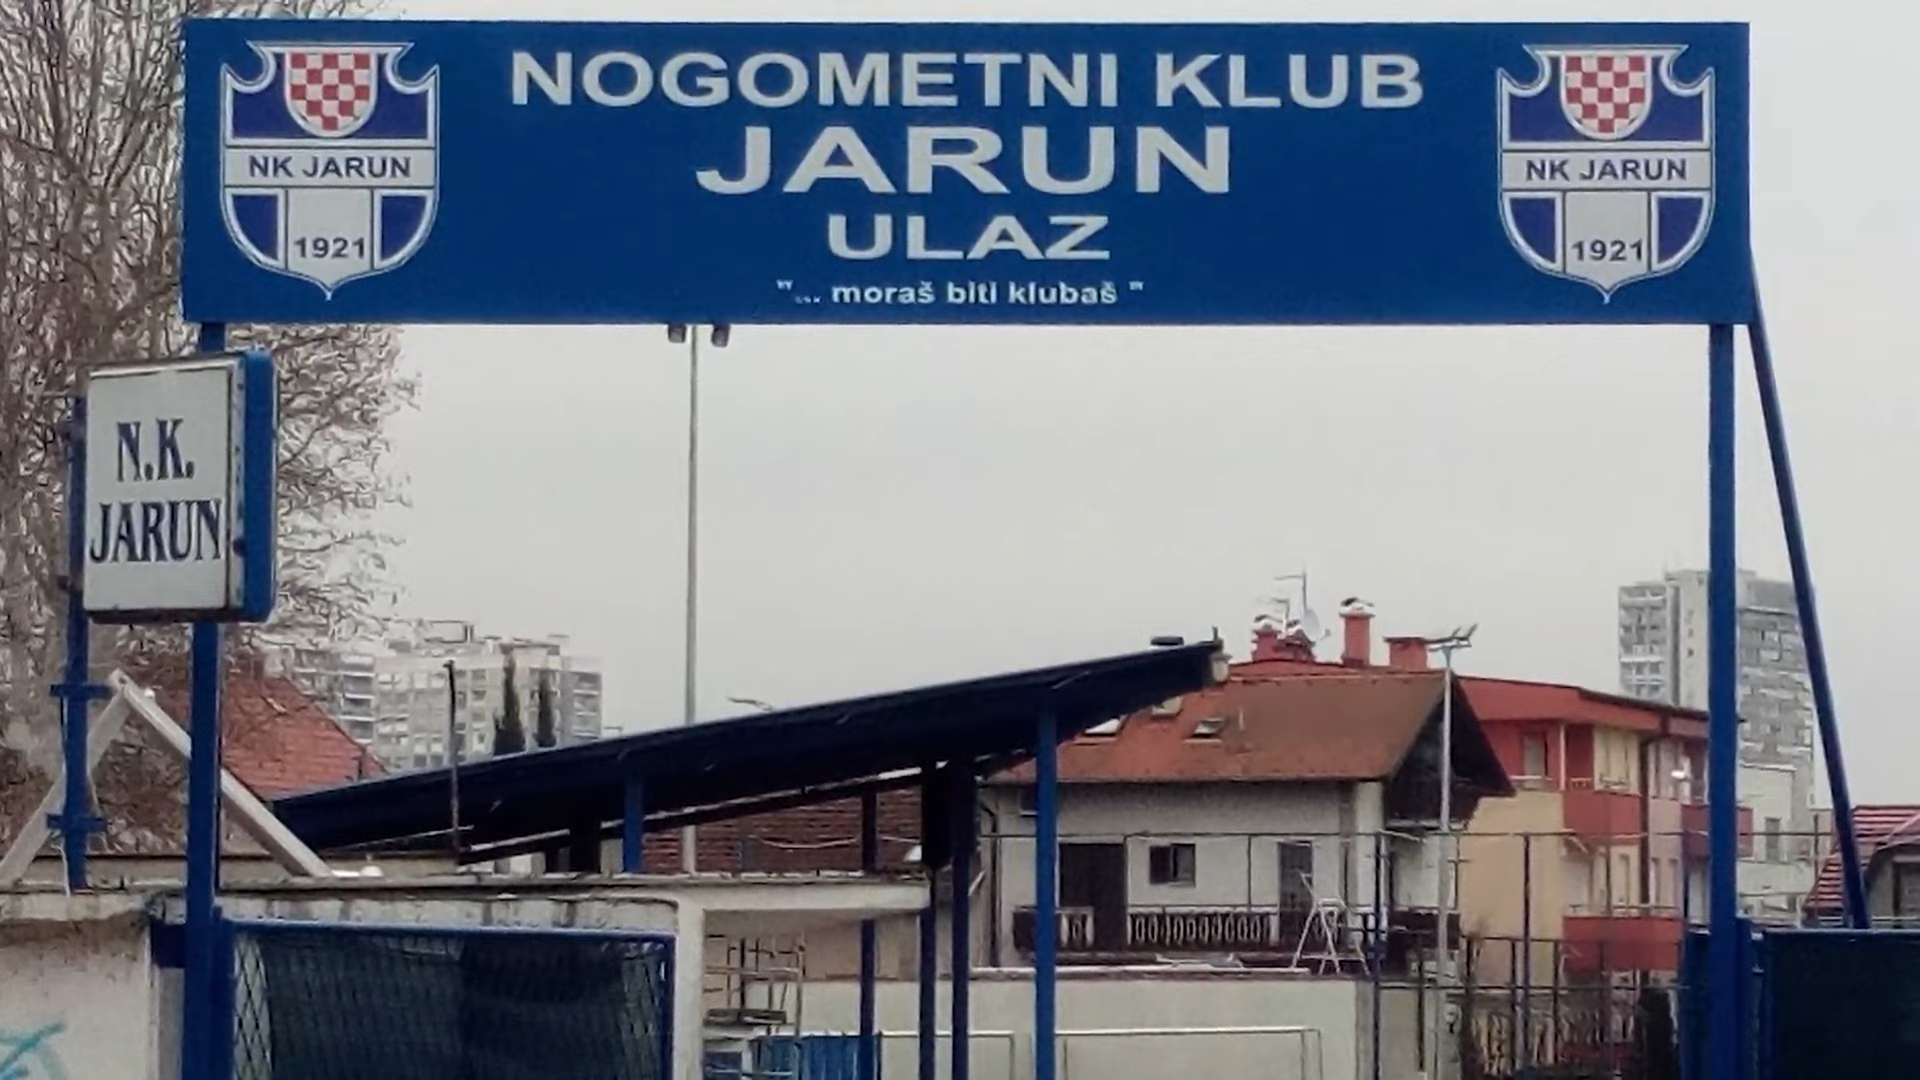 NOGOMETNI KLUB
JARUN
ULAZ
"... moraš biti klubaš "
NK JARUN
1921
NK JARUN
1921
N.K.
JARUN